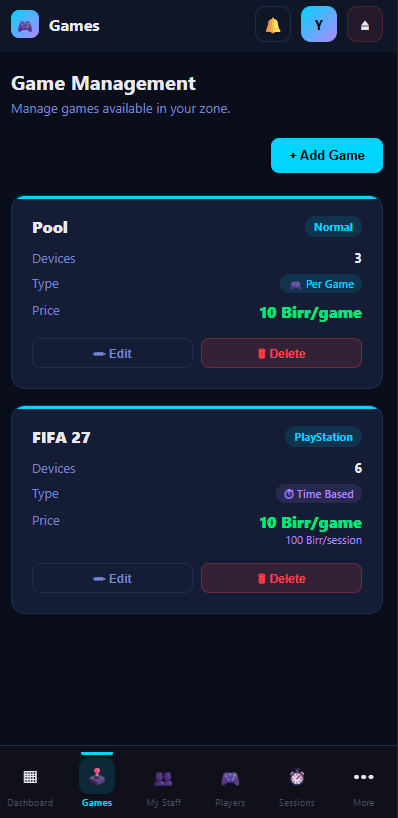 Games
Y
Game Management
Manage games available in your zone.
+ Add Game
Pool
Normal
Devices
3
Type
Per Game
Price
10 Birr/game
Edit
Delete
FIFA 27
PlayStation
Devices
6
Type
Time Based
Price
10 Birr/game
100 Birr/session
Edit
Delete
Dashboard
Games
My Staff
Players
Sessions
More